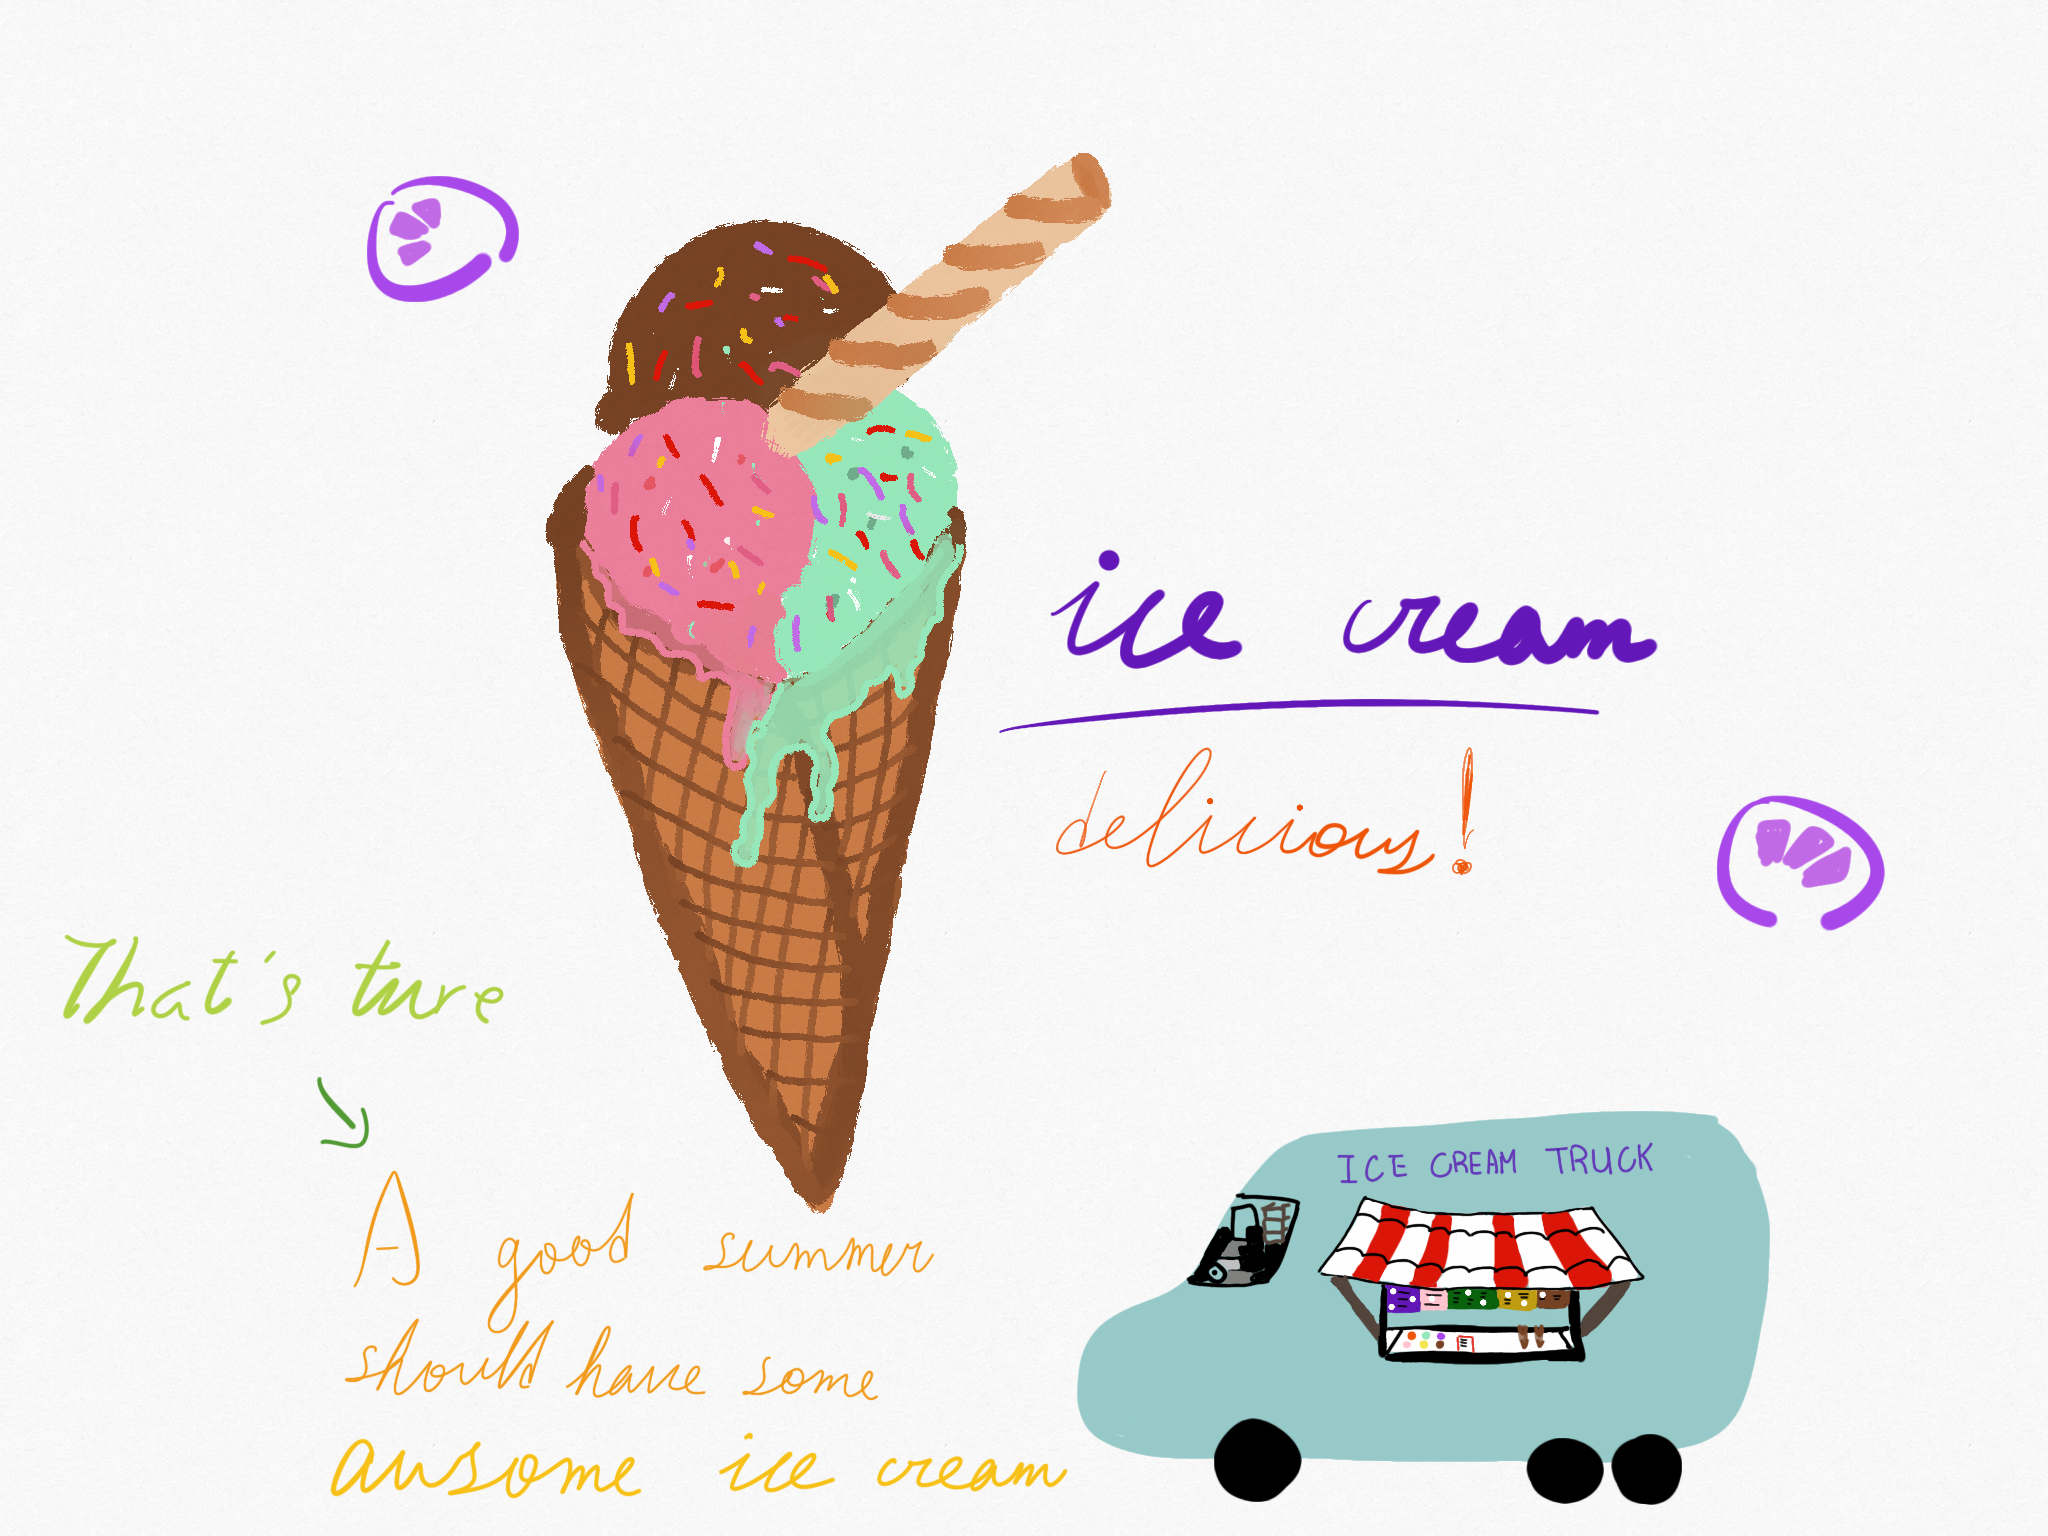 ice cream
delicious!
That's ture
A good summer
should have some
awsome ice cream
ICE CREAM TRUCK